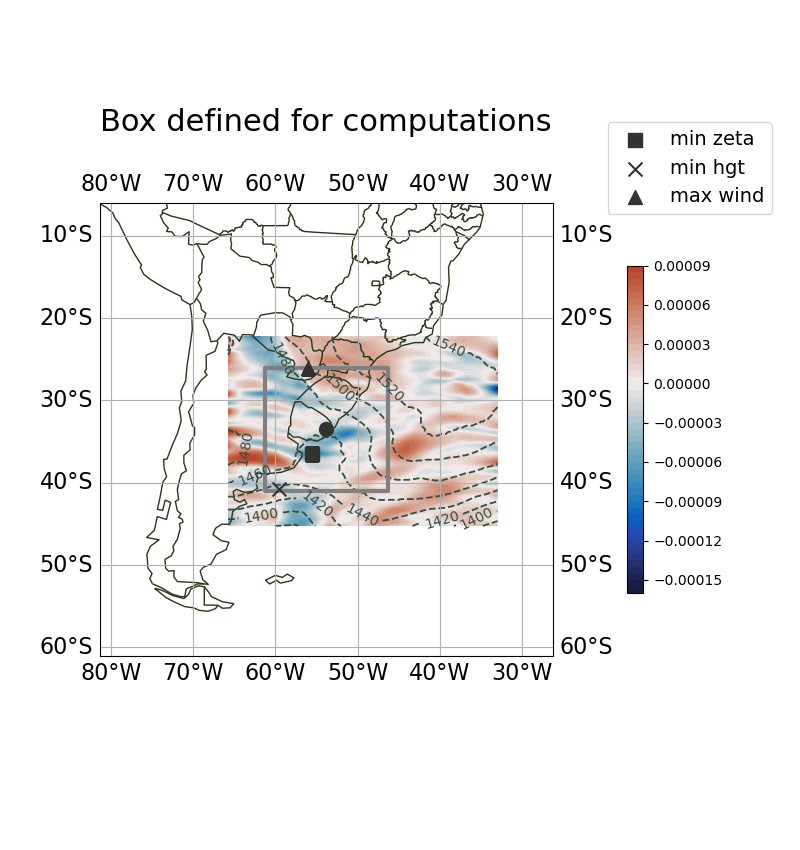 Box defined for computations
min zeta
min hgt
max wind
80°W 70°W 60°W 50°W 40°W 30°W
10°S 10°S
20°S 20°S
30°S 30°S
40°S 40°S
50°S 50°S
60°S 60°S
80°W 70°W 60°W 50°W 40°W 30°W
1540
1480
1500
1520
1480
1460
1400
1420
1440
1420
1400
0.00009
0.00006
0.00003
0.00000
−0.00003
−0.00006
−0.00009
−0.00012
−0.00015